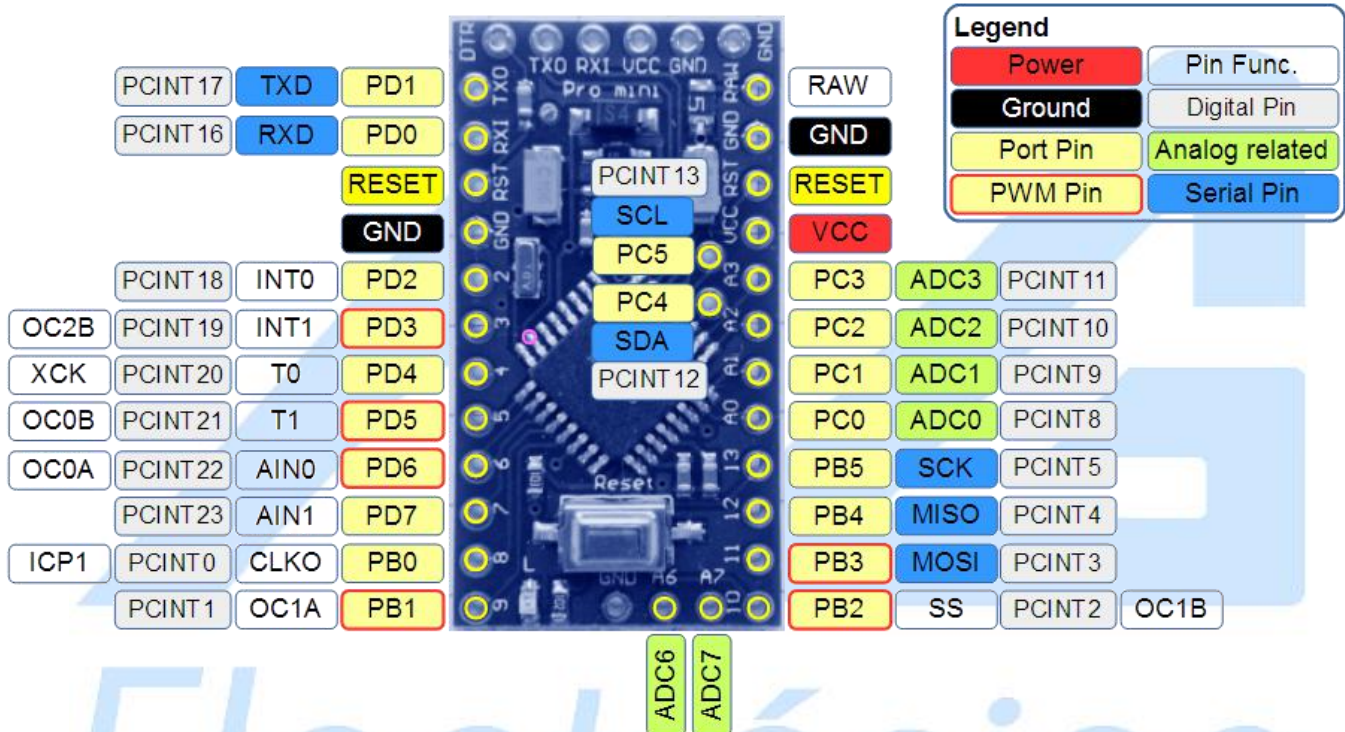 Legend
Power Pin Func.
Ground Digital Pin
Port Pin Analog related
PWM Pin Serial Pin
DTR TXO RXI VCC GND GND
Pro mini
PCINT17 TXD PD1 TXO RAW RAW
PCINT16 RXD PD0 RXI GND GND
RESET RST RST RESET
GND GND VCC VCC
PCINT13
SCL
PC5
PC4
SDA
PCINT12
PCINT18 INT0 PD2 2 A3 PC3 ADC3 PCINT11
OC2B PCINT19 INT1 PD3 3 A2 PC2 ADC2 PCINT10
XCK PCINT20 T0 PD4 4 A1 PC1 ADC1 PCINT9
OC0B PCINT21 T1 PD5 5 A0 PC0 ADC0 PCINT8
OC0A PCINT22 AIN0 PD6 6 13 PB5 SCK PCINT5
Reset
PCINT23 AIN1 PD7 7 12 PB4 MISO PCINT4
ICP1 PCINT0 CLKO PB0 8 11 PB3 MOSI PCINT3
L GND A6 A7
PCINT1 OC1A PB1 9 10 PB2 SS PCINT2 OC1B
ADC6 ADC7